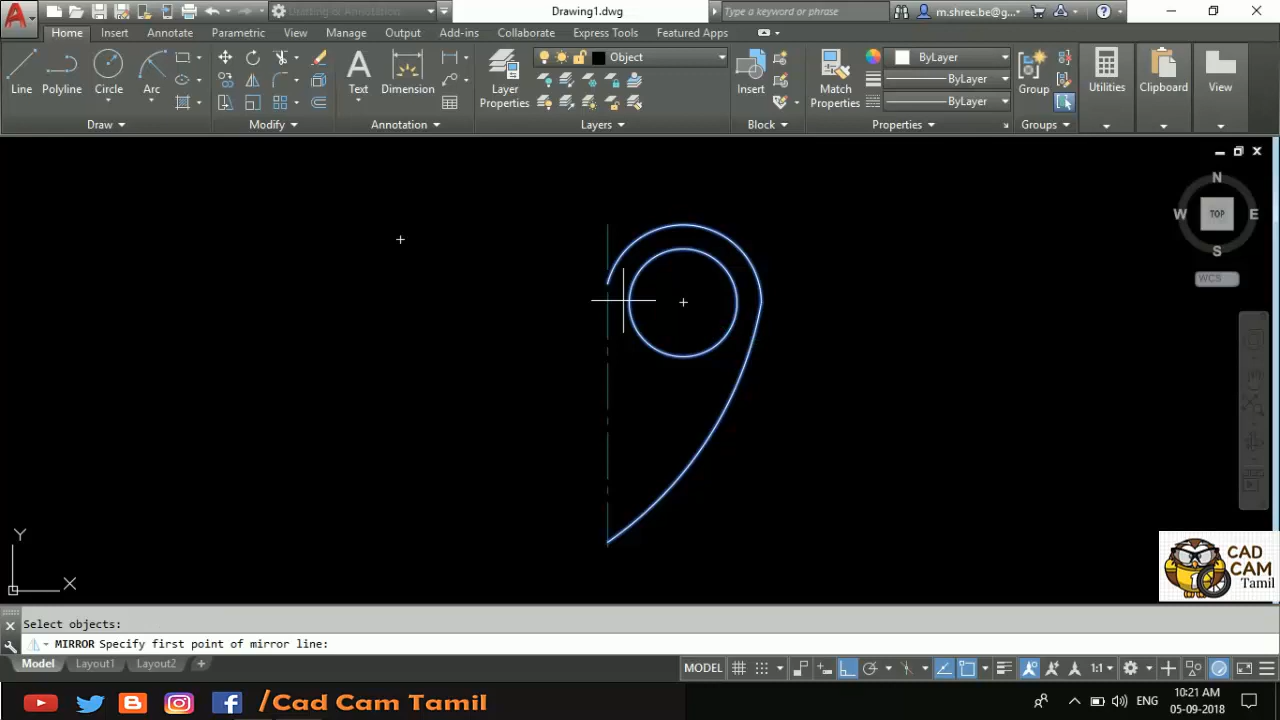 Drafting & Annotation
Drawing1.dwg
Type a keyword or phrase
m.shree.be@g...
Home Insert Annotate Parametric View Manage Output Add-ins Collaborate Express Tools Featured Apps
Line Polyline Circle Arc
Text Dimension
Layer Properties
Object
Insert
Match Properties
ByLayer
ByLayer
ByLayer
Group
Utilities
Clipboard
View
Draw Modify Annotation Layers Block Properties Groups
N
W TOP E
S
WCS
Y
X
CAD
CAM
Tamil
Select objects:
MIRROR Specify first point of mirror line:
Model Layout1 Layout2 +
MODEL 1:1
/Cad Cam Tamil
ENG
10:21 AM
05-09-2018